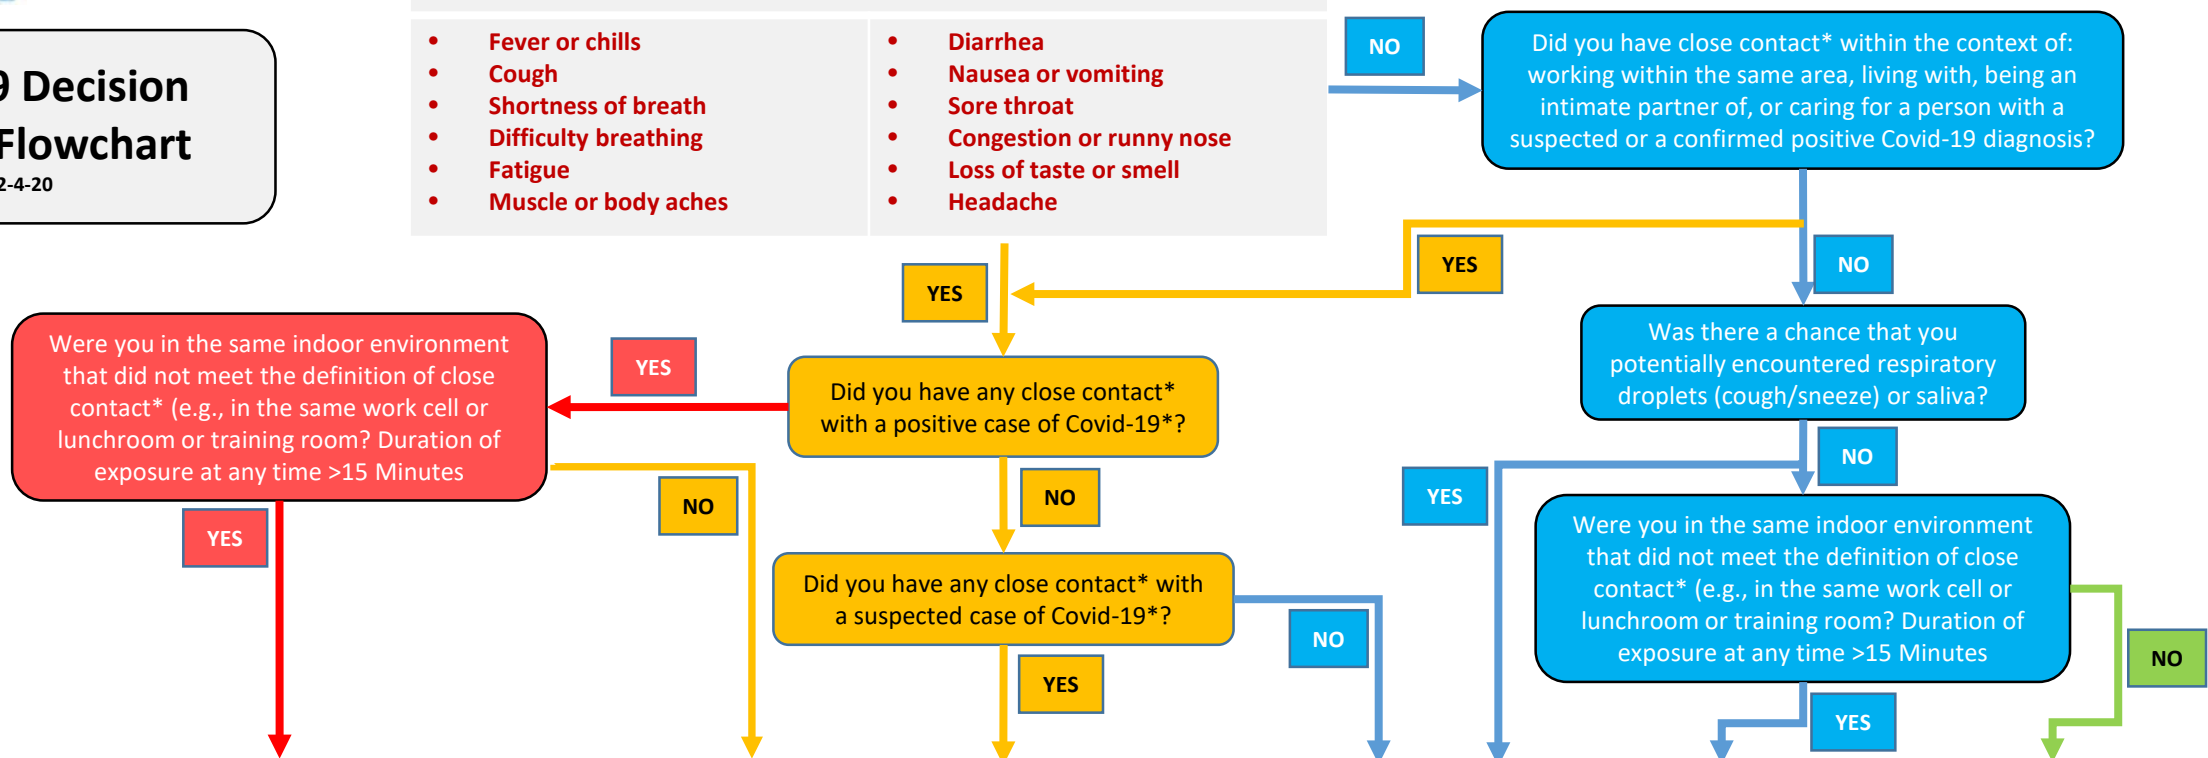 9 Decision
Flowchart
2-4-20
• Fever or chills
• Cough
• Shortness of breath
• Difficulty breathing
• Fatigue
• Muscle or body aches
• Diarrhea
• Nausea or vomiting
• Sore throat
• Congestion or runny nose
• Loss of taste or smell
• Headache
NO
Did you have close contact* within the context of:
working within the same area, living with, being an
intimate partner of, or caring for a person with a
suspected or a confirmed positive Covid-19 diagnosis?
YES
NO
YES
Were you in the same indoor environment
that did not meet the definition of close
contact* (e.g., in the same work cell or
lunchroom or training room? Duration of
exposure at any time >15 Minutes
YES
Did you have any close contact*
with a positive case of Covid-19*?
Was there a chance that you
potentially encountered respiratory
droplets (cough/sneeze) or saliva?
YES
NO
NO
YES
NO
Did you have any close contact* with
a suspected case of Covid-19*?
NO
YES
Were you in the same indoor environment
that did not meet the definition of close
contact* (e.g., in the same work cell or
lunchroom or training room? Duration of
exposure at any time >15 Minutes
NO
YES